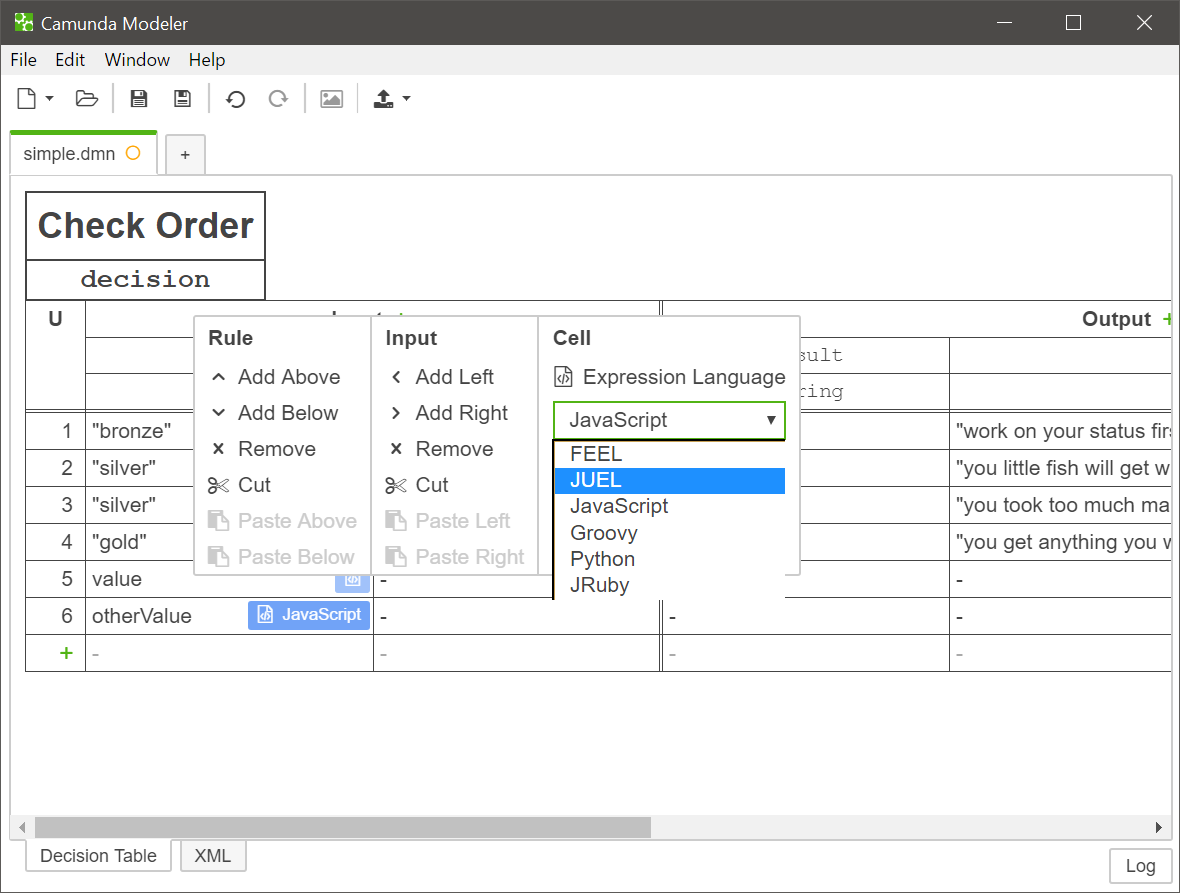 Camunda Modeler
File Edit Window Help
simple.dmn
+
Check Order
decision
U
Output +
Rule
Input
Cell
Add Above
Add Left
Expression Language
Add Below
Add Right
JavaScript
Remove
Remove
FEEL
Cut
Cut
JUEL
Paste Above
Paste Left
JavaScript
Paste Below
Paste Right
Groovy
Python
JRuby
1 "bronze" "work on your status firs
2 "silver" "you little fish will get w
3 "silver" "you took too much ma
4 "gold" "you get anything you w
5 value - -
6 otherValue JavaScript - - -
+ - - - -
Decision Table
XML
Log